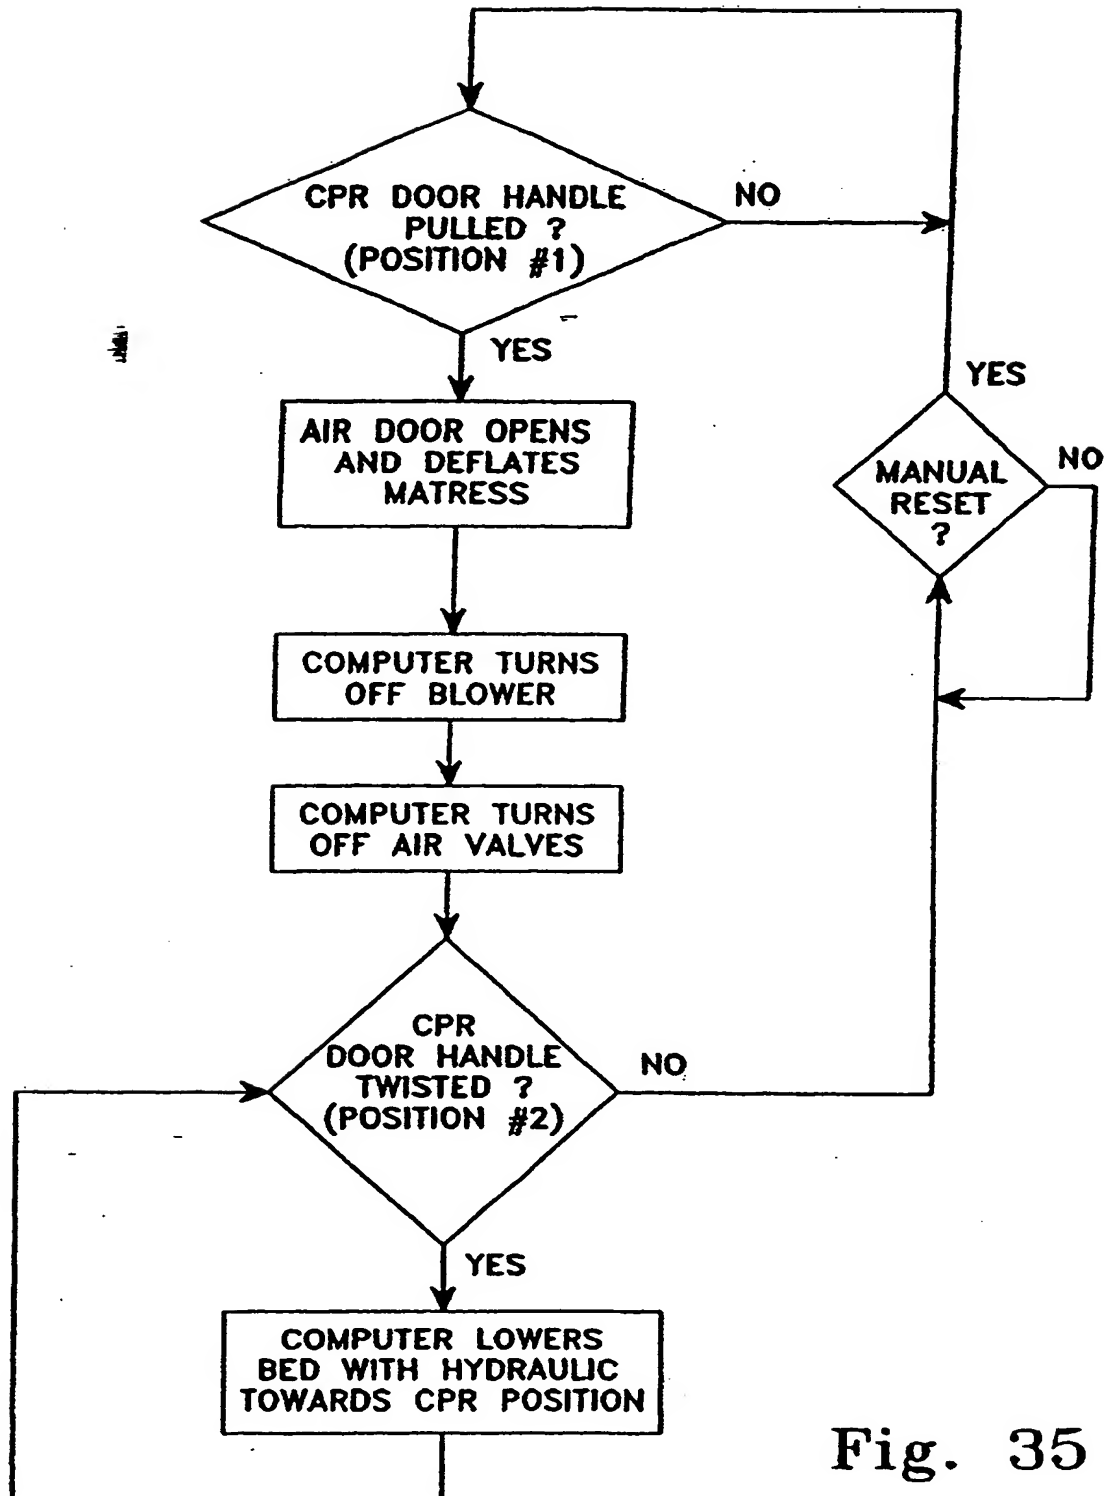 CPR DOOR HANDLE
PULLED ?
(POSITION #1)
NO
YES
AIR DOOR OPENS
AND DEFLATES
MATRESS
YES
MANUAL
RESET
?
NO
COMPUTER TURNS
OFF BLOWER
COMPUTER TURNS
OFF AIR VALVES
CPR
DOOR HANDLE
TWISTED ?
(POSITION #2)
NO
YES
COMPUTER LOWERS
BED WITH HYDRAULIC
TOWARDS CPR POSITION
Fig. 35